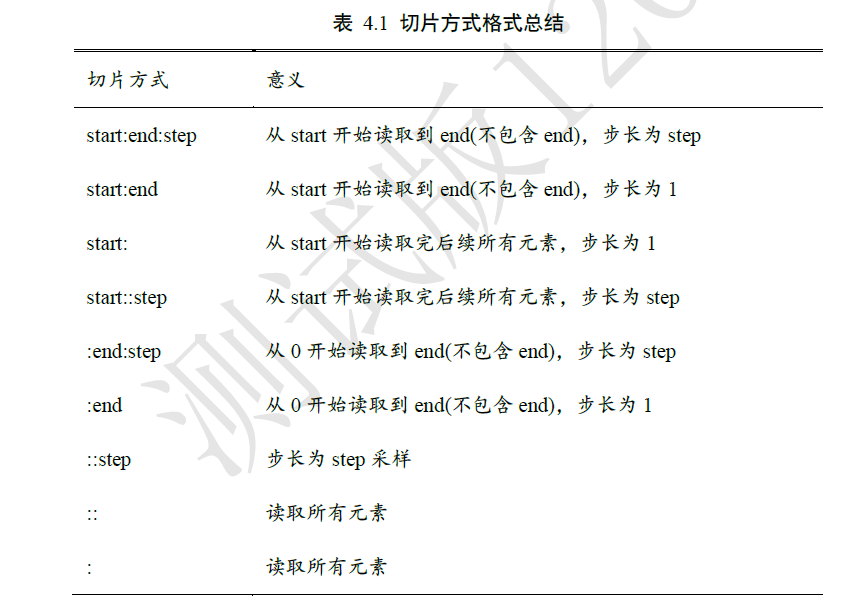 表 4.1 切片方式格式总结
切片方式 意义
start:end:step 从 start 开始读取到 end(不包含 end)，步长为 step
start:end 从 start 开始读取到 end(不包含 end)，步长为 1
start: 从 start 开始读取完后续所有元素，步长为 1
start::step 从 start 开始读取完后续所有元素，步长为 step
:end:step 从 0 开始读取到 end(不包含 end)，步长为 step
:end 从 0 开始读取到 end(不包含 end)，步长为 1
::step 步长为 step 采样
:: 读取所有元素
: 读取所有元素
测试版120